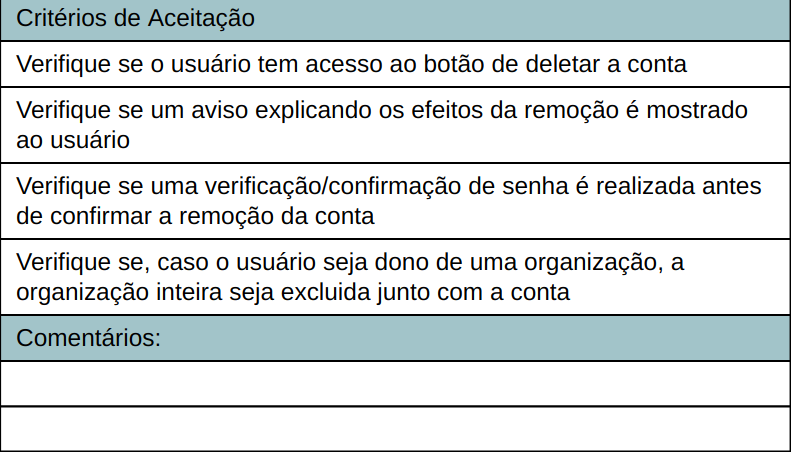 Critérios de Aceitação
Verifique se o usuário tem acesso ao botão de deletar a conta
Verifique se um aviso explicando os efeitos da remoção é mostrado
ao usuário
Verifique se uma verificação/confirmação de senha é realizada antes
de confirmar a remoção da conta
Verifique se, caso o usuário seja dono de uma organização, a
organização inteira seja excluida junto com a conta
Comentários: